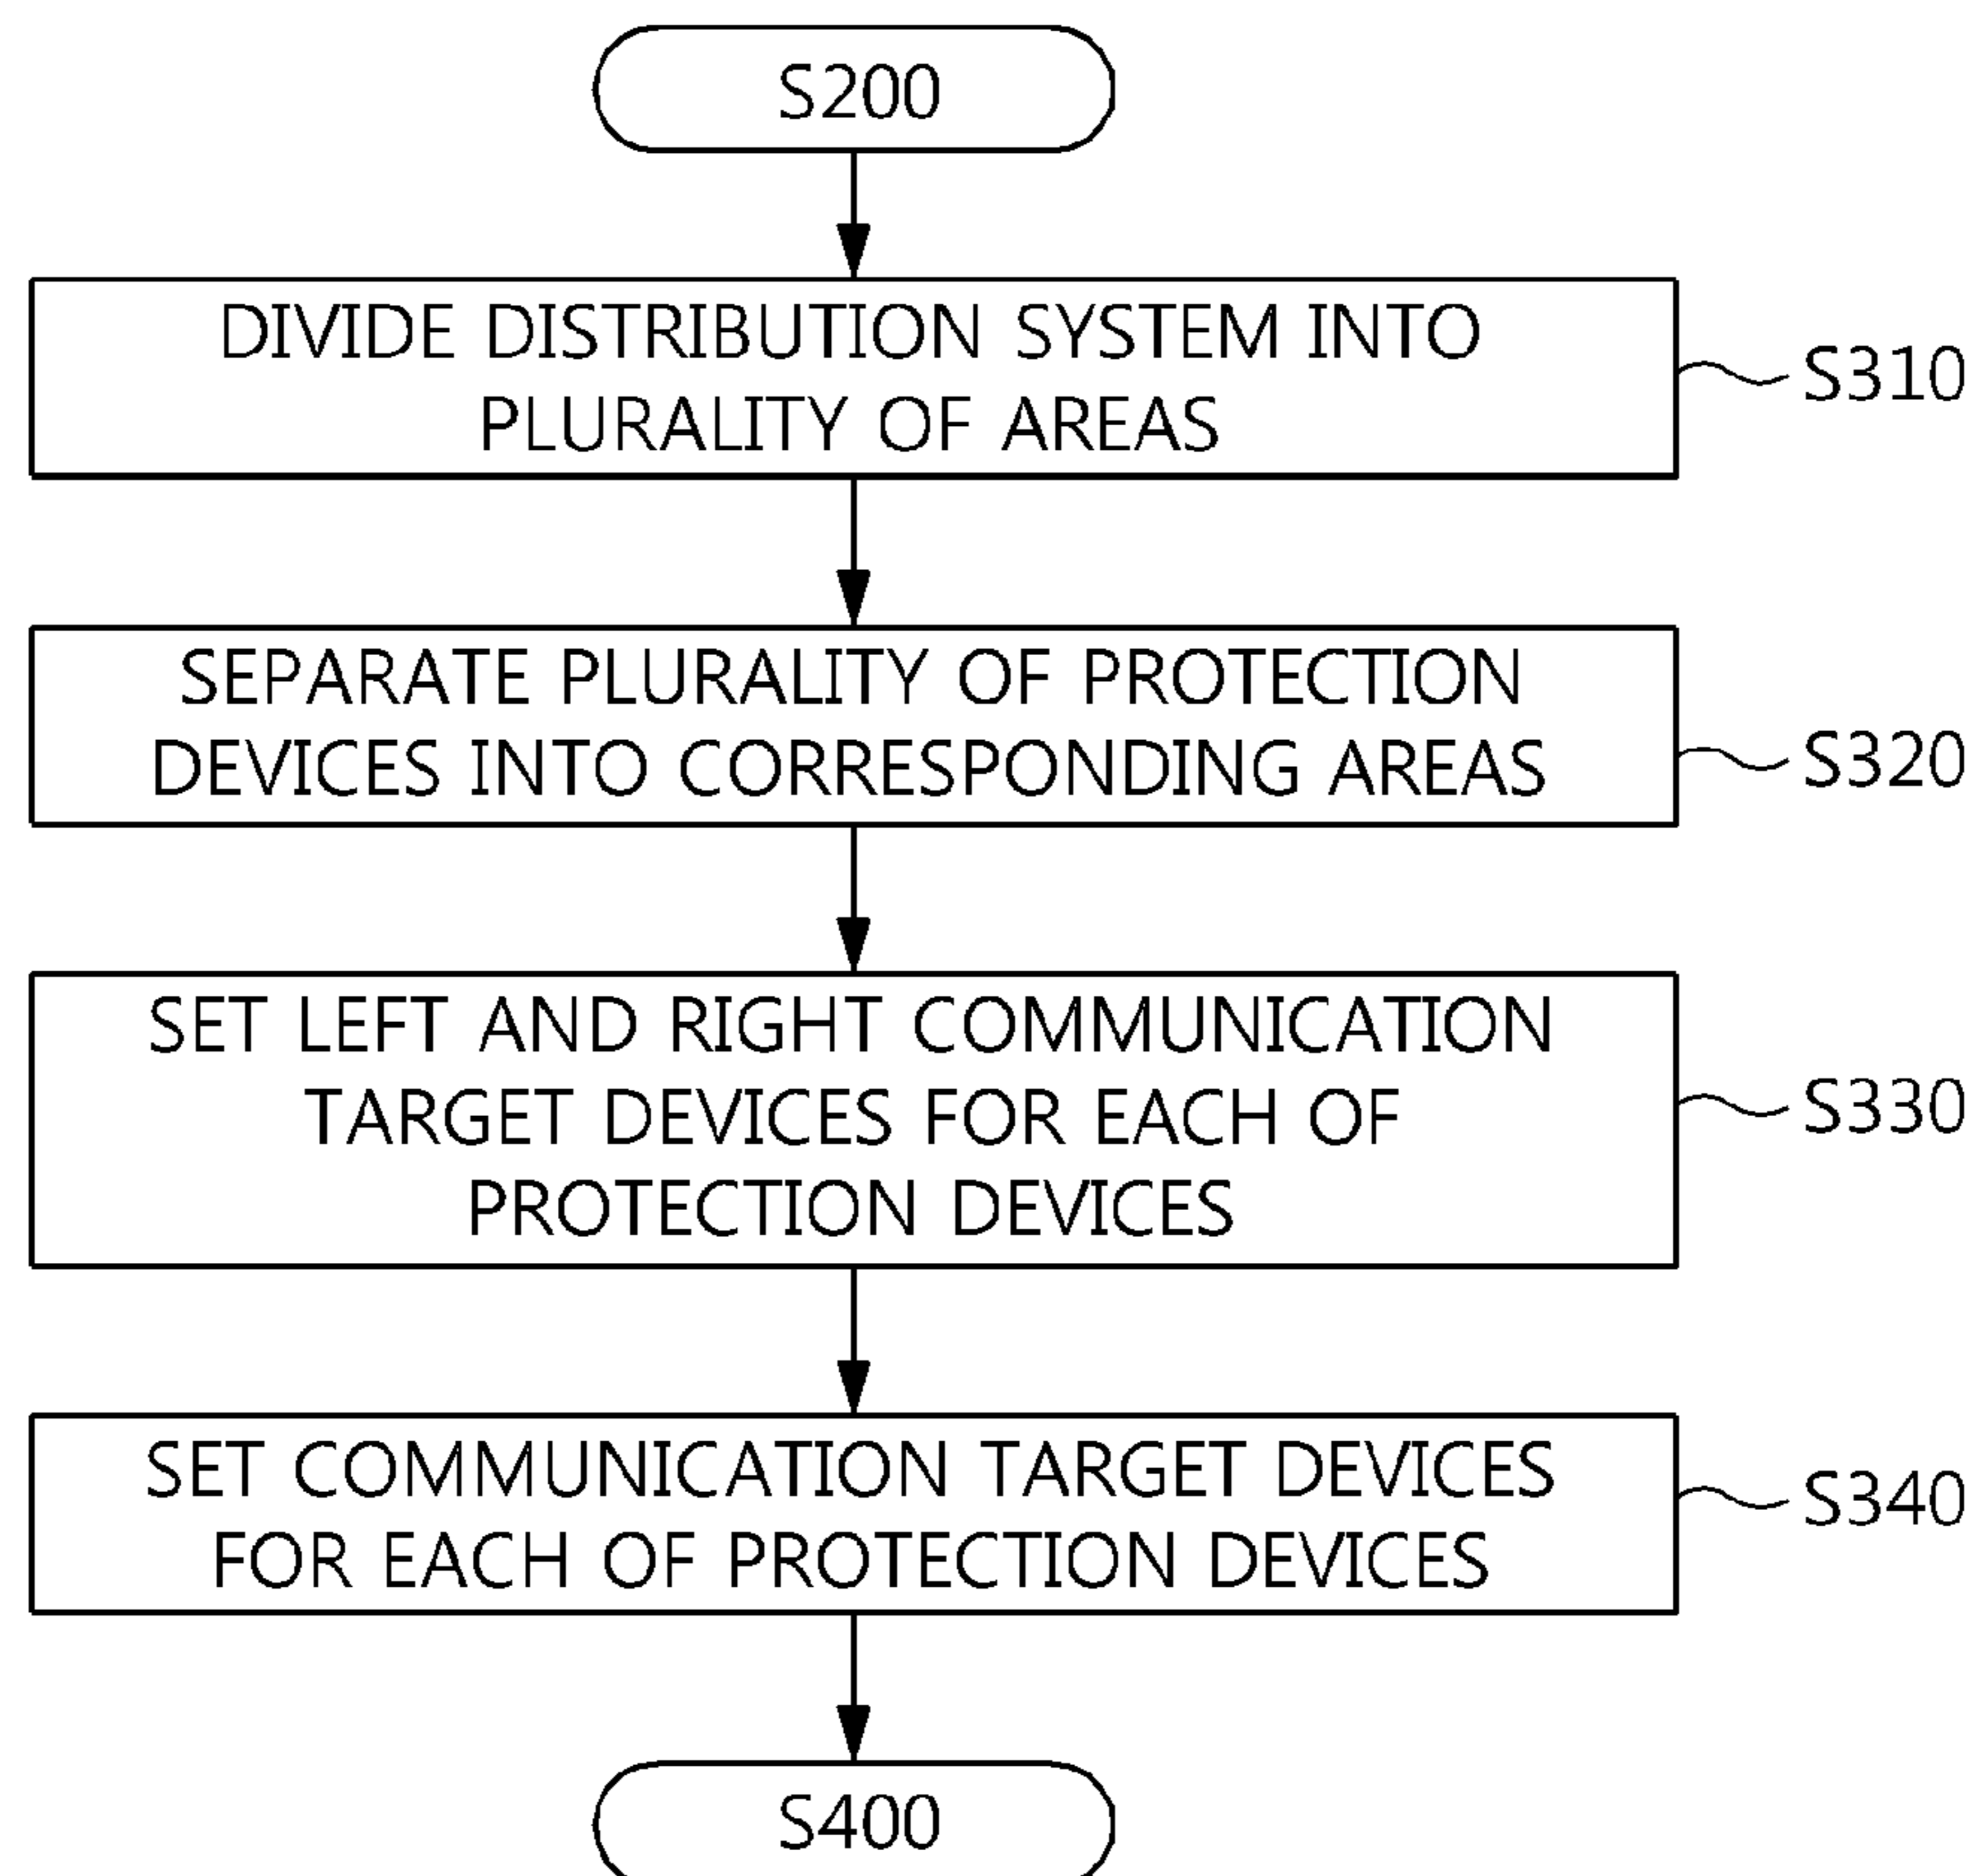 S200
DIVIDE DISTRIBUTION SYSTEM INTO
PLURALITY OF AREAS
S310
SEPARATE PLURALITY OF PROTECTION
DEVICES INTO CORRESPONDING AREAS
S320
SET LEFT AND RIGHT COMMUNICATION
TARGET DEVICES FOR EACH OF
PROTECTION DEVICES
S330
SET COMMUNICATION TARGET DEVICES
FOR EACH OF PROTECTION DEVICES
S340
S400